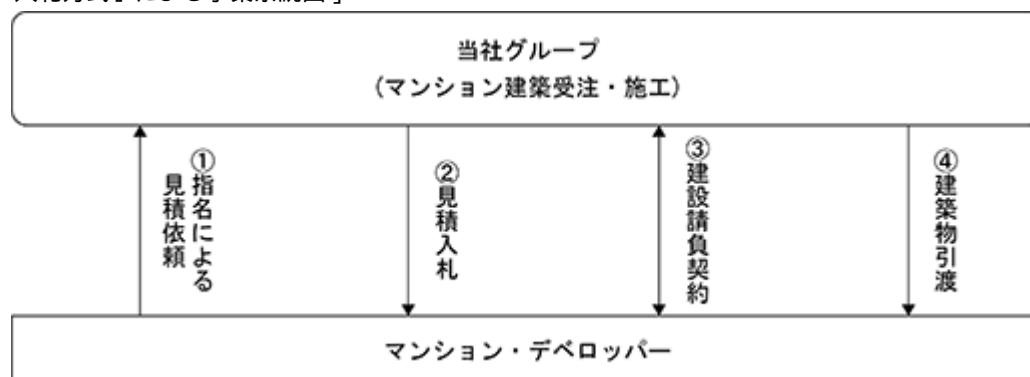 当社グループ
(マンション建築受注・施工)
①指名による
見積依頼
②見積入札
③建設請負契約
④建築物引渡
マンション・デベロッパー